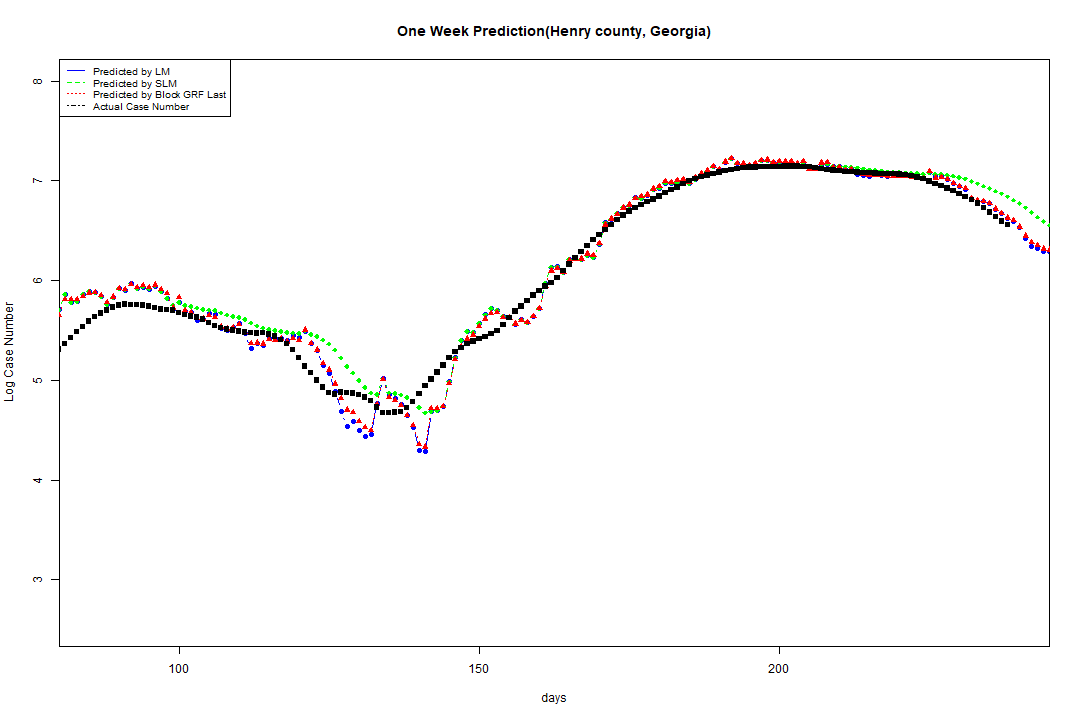 One Week Prediction(Henry county, Georgia)
Predicted by LM
Predicted by SLM
Predicted by Block GRF Last
Actual Case Number
8
7
6
5
4
3
Log Case Number
100 150 200
days